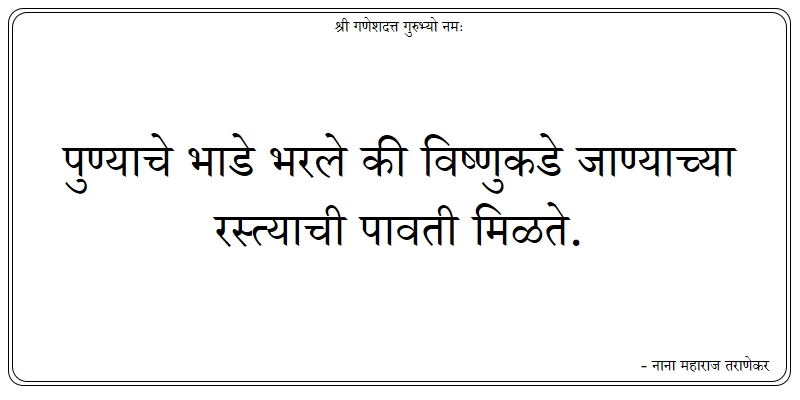 श्री गणेशदत्त गुरुभ्यो नमः
पुण्याचे भाडे भरले की विष्णुकडे जाण्याच्या
रस्त्याची पावती मिळते.
- नाना महाराज तराणेकर